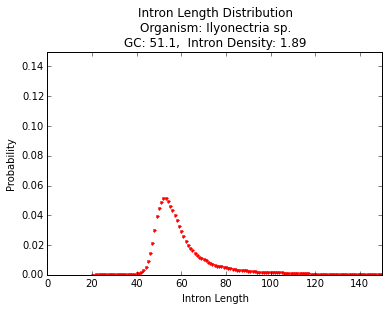 Intron Length Distribution
Organism: Ilyonectria sp.
GC: 51.1,  Intron Density: 1.89
0.14
0.12
0.10
0.08
0.06
0.04
0.02
0.00
Probability
0 20 40 60 80 100 120 140
Intron Length